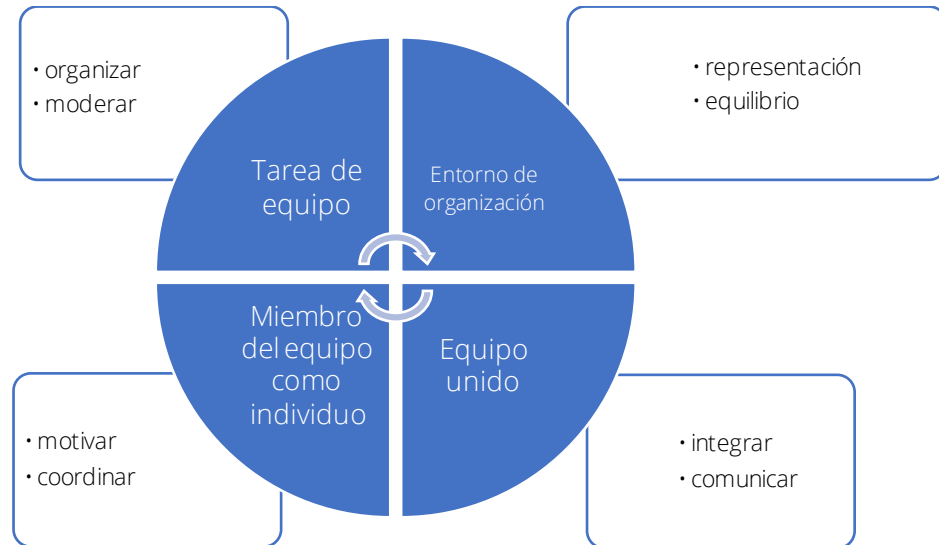 • organizar
• moderar
• representación
• equilibrio
Tarea de
equipo
Entorno de
organización
Miembro
del equipo
como
individuo
Equipo
unido
• motivar
• coordinar
• integrar
• comunicar